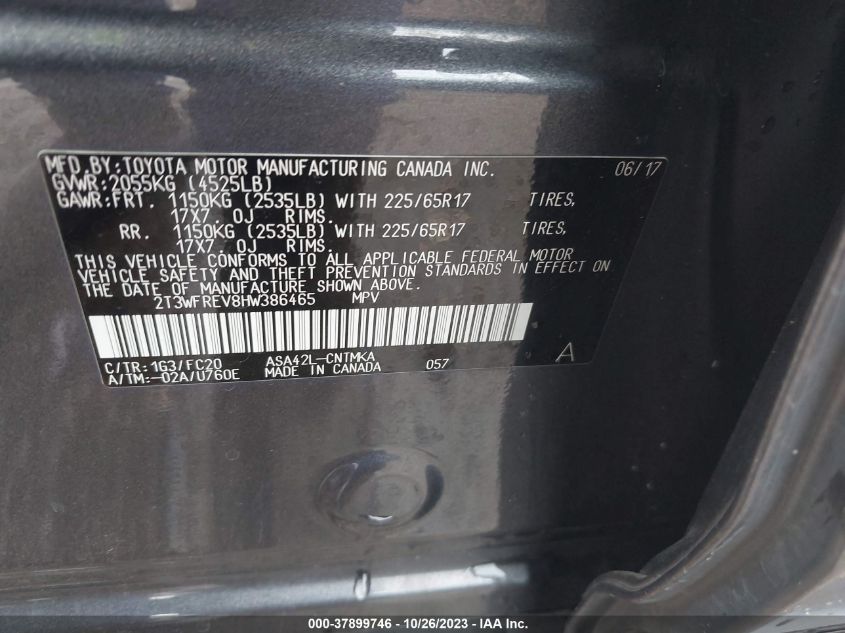 MFD. BY: TOYOTA MOTOR MANUFACTURING CANADA INC. 06/17
GVWR: 2055KG (4525LB)
GAWR: FRT. 1150KG (2535LB) WITH 225/65R17 TIRES,
17X7. 0J RIMS.
RR. 1150KG (2535LB) WITH 225/65R17 TIRES,
17X7. 0J RIMS.
THIS VEHICLE CONFORMS TO ALL APPLICABLE FEDERAL MOTOR
VEHICLE SAFETY AND THEFT PREVENTION STANDARDS IN EFFECT ON
THE DATE OF MANUFACTURE SHOWN ABOVE.
2T3WFREV8HW386465 MPV
C/TR: 1G3/FC20 ASA42L-CNTMKA 057 A
A/TM: -02A/U760E MADE IN CANADA
000-37899746 - 10/26/2023 - IAA Inc.